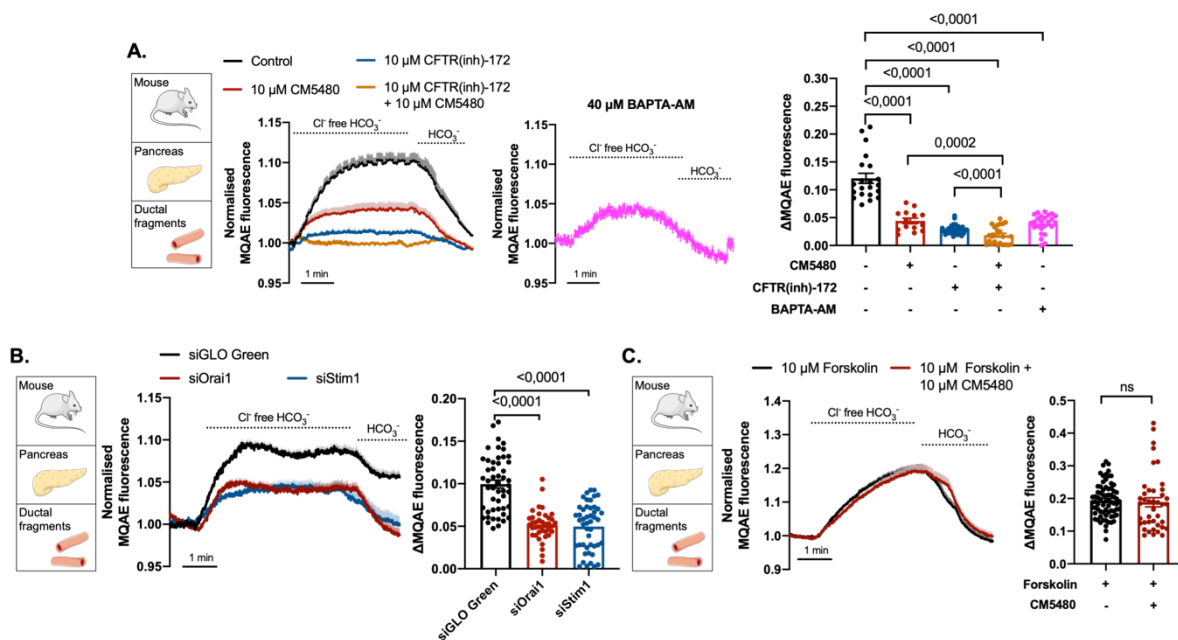 A.
Mouse
Pancreas
Ductal
fragments
Control
10 µM CM5480
10 µM CFTR(inh)-172
10 µM CFTR(inh)-172
+ 10 µM CM5480
Normalised
MQAE fluorescence
1.15
1.10
1.05
1.00
0.95
Cl⁻ free HCO₃⁻
HCO₃⁻
1 min
40 µM BAPTA-AM
Normalised
MQAE fluorescence
1.15
1.10
1.05
1.00
0.95
Cl⁻ free HCO₃⁻
HCO₃⁻
1 min
<0,0001
<0,0001
<0,0001
<0,0001
0,0002
<0,0001
ΔMQAE fluorescence
0.30
0.25
0.20
0.15
0.10
0.05
0.00
CM5480 - + - + -
CFTR(inh)-172 - - + + -
BAPTA-AM - - - - +
B.
Mouse
Pancreas
Ductal
fragments
siGLO Green
siOrai1
siStim1
Normalised
MQAE fluorescence
1.15
1.10
1.05
1.00
0.95
Cl⁻ free HCO₃⁻
HCO₃⁻
1 min
<0,0001
<0,0001
ΔMQAE fluorescence
0.20
0.15
0.10
0.05
0.00
siGLO Green
siOrai1
siStim1
C.
Mouse
Pancreas
Ductal
fragments
10 µM Forskolin
10 µM Forskolin +
10 µM CM5480
Normalised
MQAE fluorescence
1.4
1.3
1.2
1.1
1.0
0.9
Cl⁻ free HCO₃⁻
HCO₃⁻
1 min
ns
ΔMQAE fluorescence
0.5
0.4
0.3
0.2
0.1
0.0
Forskolin + +
CM5480 - +